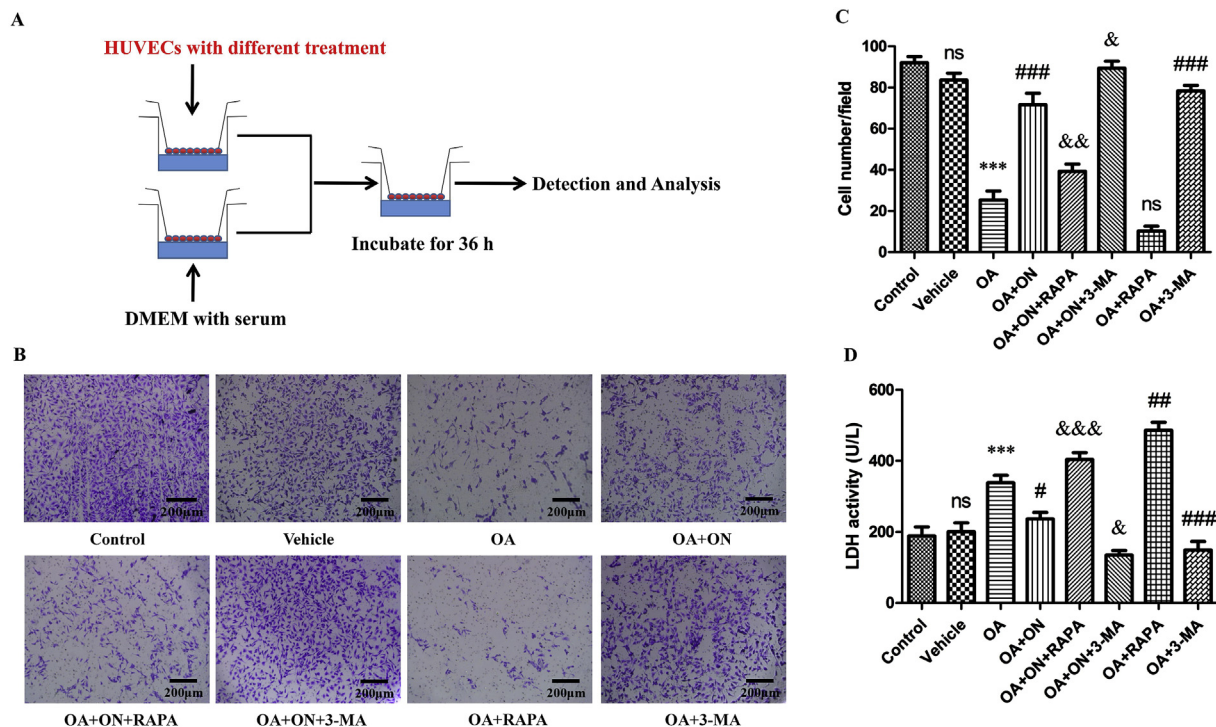 A
HUVECs with different treatment
Detection and Analysis
Incubate for 36 h
DMEM with serum
B
200μm
200μm
200μm
200μm
Control
Vehicle
OA
OA+ON
200μm
200μm
200μm
200μm
OA+ON+RAPA
OA+ON+3-MA
OA+RAPA
OA+3-MA
C
Cell number/field
100
80
60
40
20
0
ns
***
###
&&
&
ns
###
Control
Vehicle
OA
OA+ON
OA+ON+RAPA
OA+ON+3-MA
OA+RAPA
OA+3-MA
D
LDH activity (U/L)
600
400
200
0
ns
***
#
&&&
&
##
###
Control
Vehicle
OA
OA+ON
OA+ON+RAPA
OA+ON+3-MA
OA+RAPA
OA+3-MA